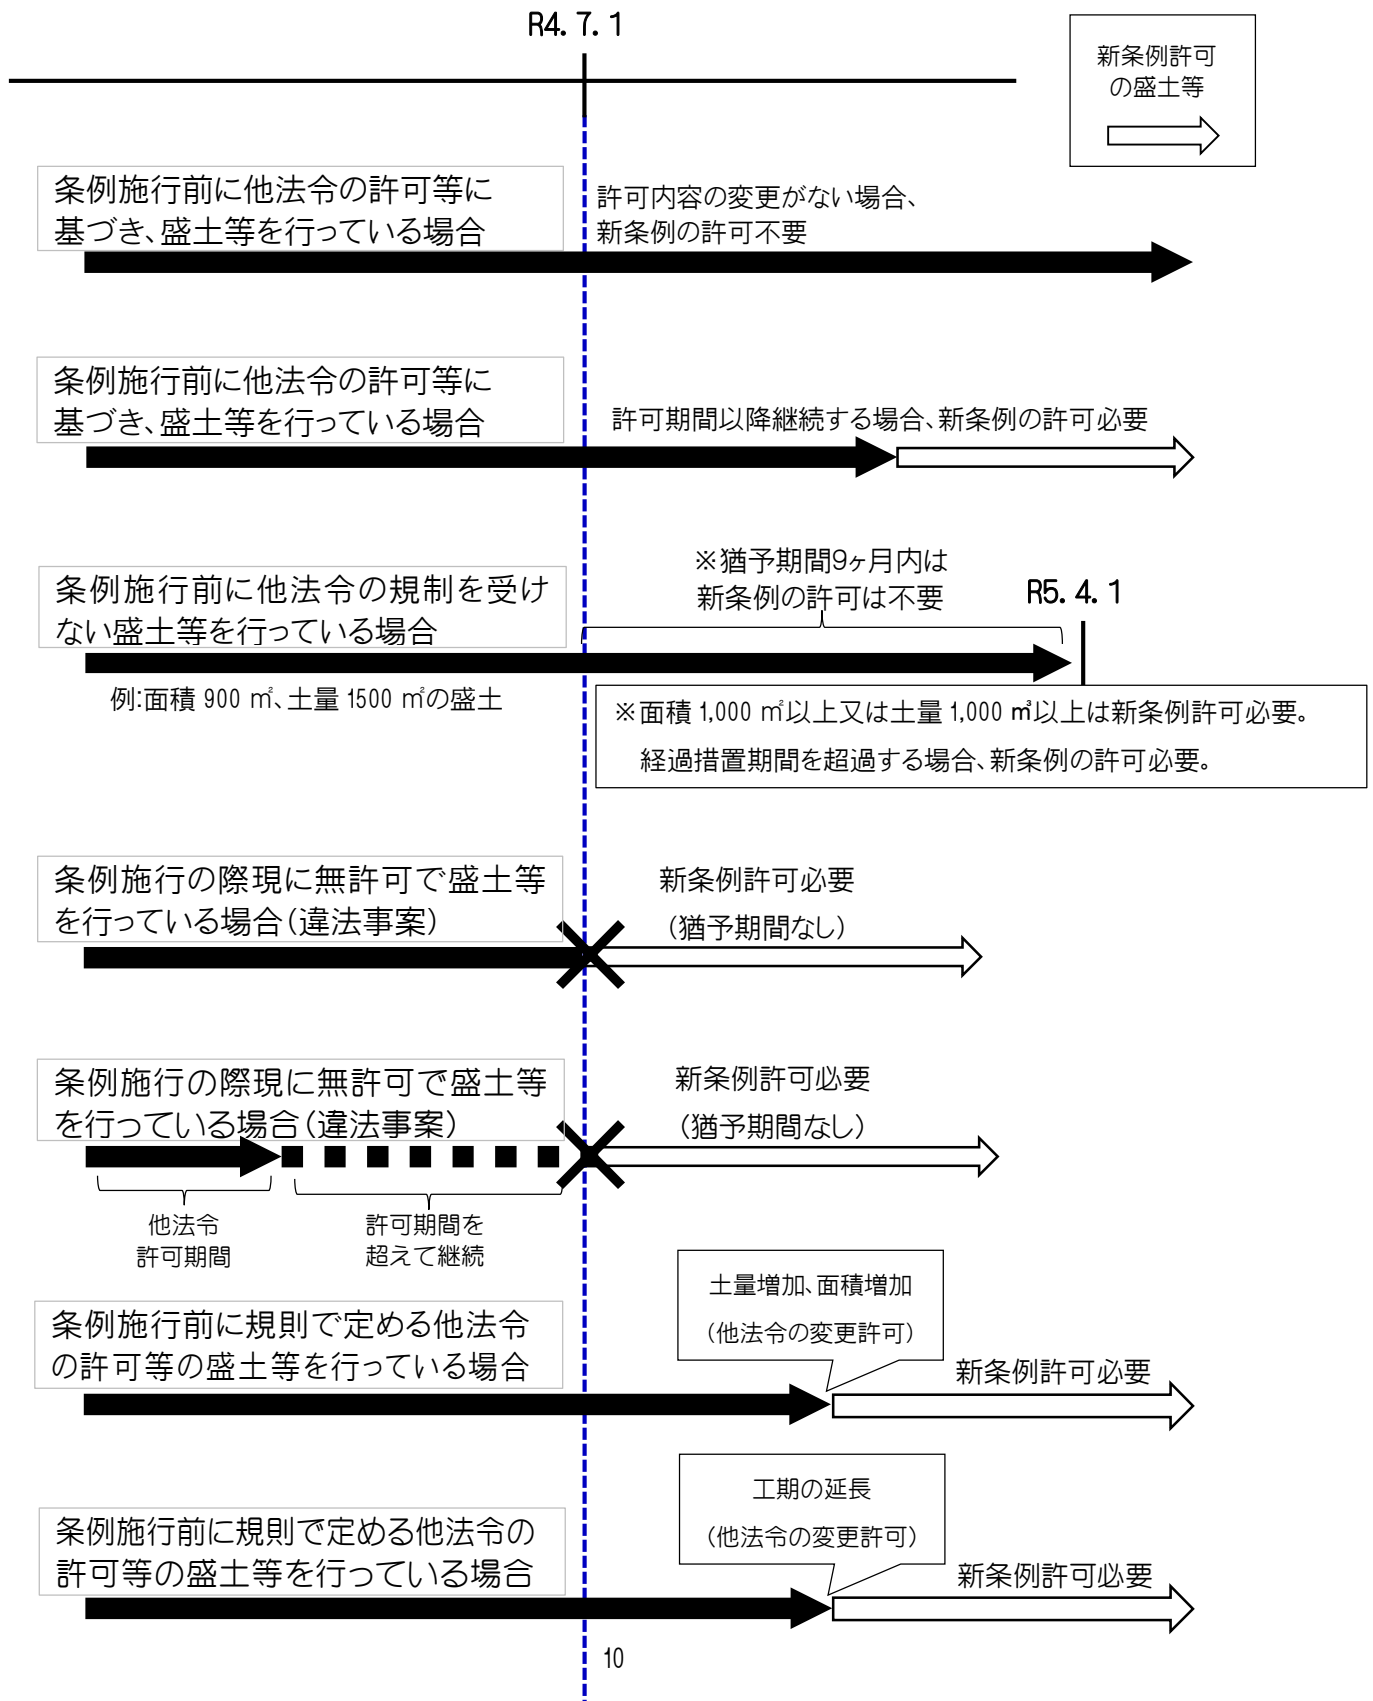 R4.7.1
新条例許可
の盛土等
条例施行前に他法令の許可等に
基づき、盛土等を行っている場合
許可内容の変更がない場合、
新条例の許可不要
条例施行前に他法令の許可等に
基づき、盛土等を行っている場合
許可期間以降継続する場合、新条例の許可必要
条例施行前に他法令の規制を受け
ない盛土等を行っている場合
※猶予期間9ヶ月内は
新条例の許可は不要
R5.4.1
例:面積 900 ㎡、土量 1500 ㎥の盛土
※面積 1,000 ㎡以上又は土量 1,000 ㎥以上は新条例許可必要。
経過措置期間を超過する場合、新条例の許可必要。
条例施行の際現に無許可で盛土等
を行っている場合(違法事案)
新条例許可必要
(猶予期間なし)
条例施行の際現に無許可で盛土等
を行っている場合(違法事案)
新条例許可必要
(猶予期間なし)
他法令
許可期間
許可期間を
超えて継続
土量増加、面積増加
(他法令の変更許可)
条例施行前に規則で定める他法令
の許可等の盛土等を行っている場合
新条例許可必要
工期の延長
(他法令の変更許可)
条例施行前に規則で定める他法令の
許可等の盛土等を行っている場合
新条例許可必要
10